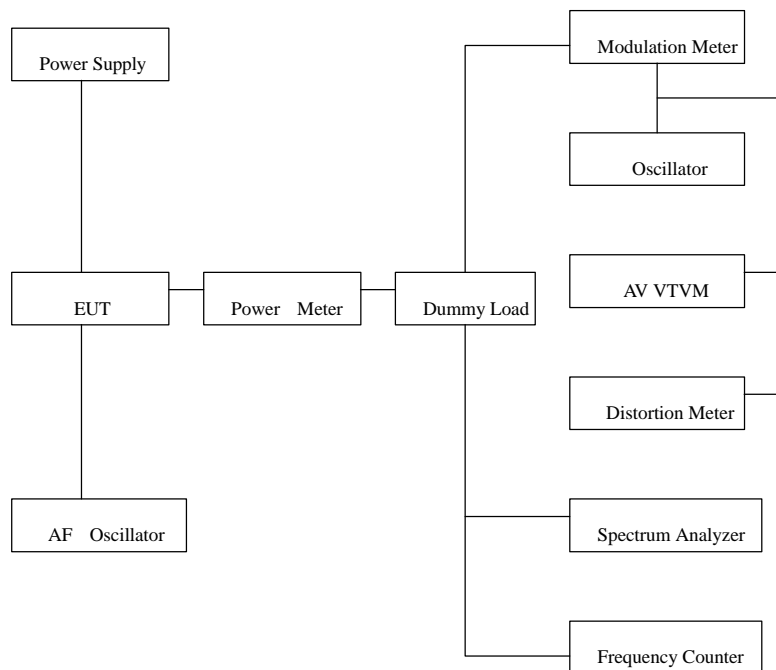 Power Supply
Modulation Meter
Oscillator
EUT
Power Meter
Dummy Load
AV VTVM
Distortion Meter
AF Oscillator
Spectrum Analyzer
Frequency Counter